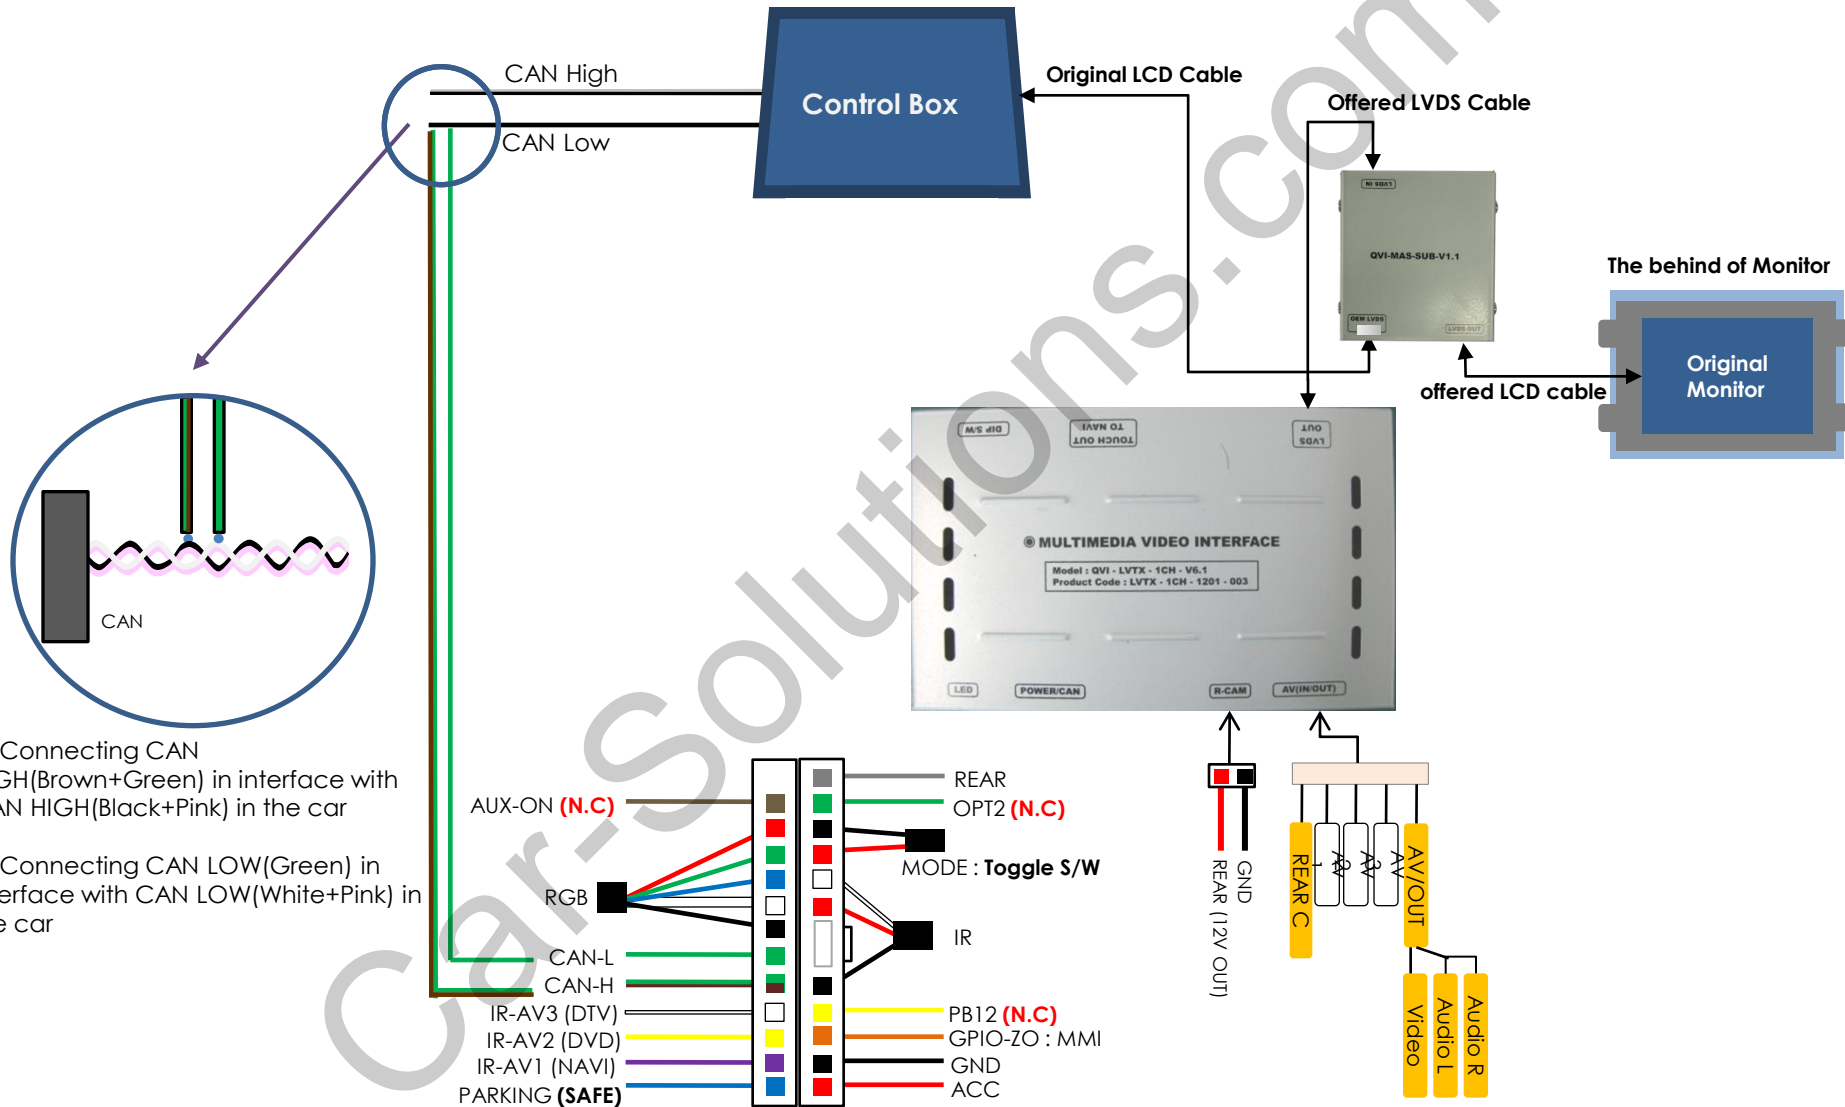 CAN High
CAN Low
Control Box
Original LCD Cable
Offered LVDS Cable
LVDS IN
QVI-MAS-SUB-V1.1
OEM LVDS
LVDS OUT
The behind of Monitor
Original
Monitor
offered LCD cable
DIP S/W
TOUCH OUT
TO NAVI
LVDS
OUT
MULTIMEDIA VIDEO INTERFACE
Model : QVI - LVTX - 1CH - V6.1
Product Code : LVTX - 1CH - 1201 - 003
LED
POWER/CAN
R-CAM
AV(IN/OUT)
CAN
Connecting CAN
GH(Brown+Green) in interface with
AN HIGH(Black+Pink) in the car
Connecting CAN LOW(Green) in
erface with CAN LOW(White+Pink) in
e car
AUX-ON (N.C)
RGB
CAN-L
CAN-H
IR-AV3 (DTV)
IR-AV2 (DVD)
IR-AV1 (NAVI)
PARKING (SAFE)
REAR
OPT2 (N.C)
MODE : Toggle S/W
IR
PB12 (N.C)
GPIO-ZO : MMI
GND
ACC
REAR (12V OUT)
GND
REAR C
AV
1
AV
2
AV
3
AV/OUT
Video
Audio L
Audio R
Car-Solutions.com